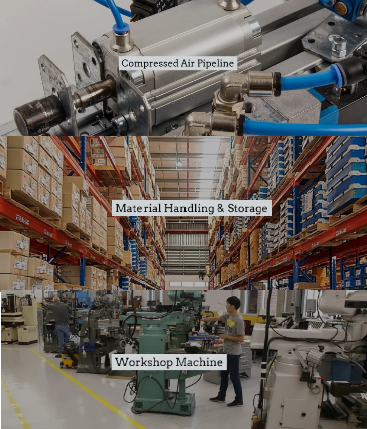 Compressed Air Pipeline
Material Handling & Storage
Workshop Machine